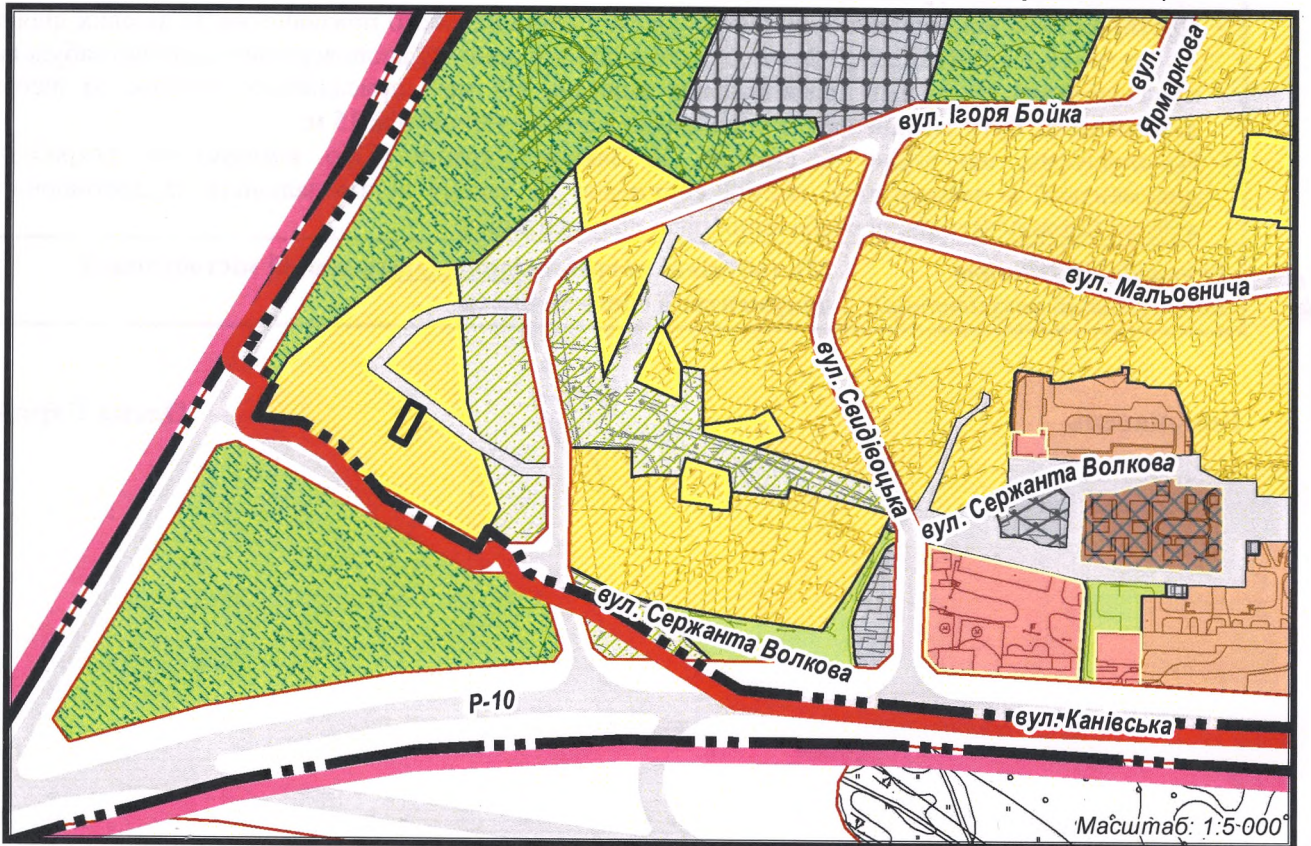 вул.
Ярмаркова
вул. Ігоря Бойка
вул. Мальовнича
вул. Свидівоцька
вул. Сержанта Волкова
вул. Сержанта Волкова
Р-10
вул. Канівська
Масштаб: 1:5 000